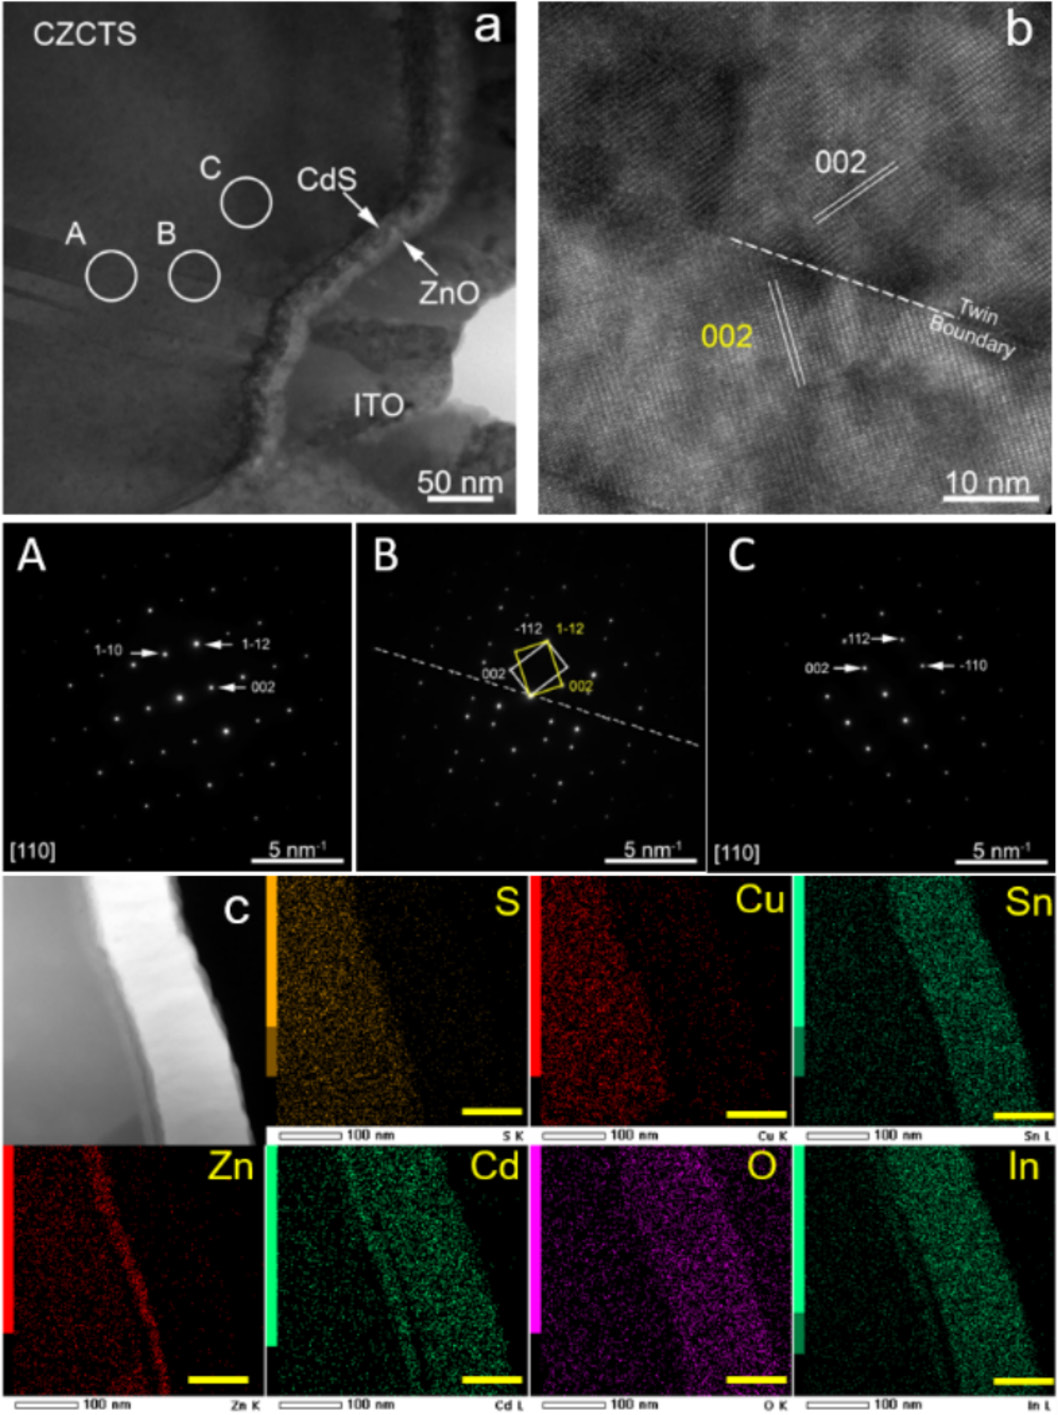 CZCTS
a
C
CdS
A
B
ZnO
ITO
50 nm
b
002
002
Twin
Boundary
10 nm
A
1-10
1-12
002
[110]
5 nm-1
B
-112
1-12
002
002
5 nm-1
C
112
002
-110
[110]
5 nm-1
c
S
100 nm
S K
Cu
100 nm
Cu K
Sn
100 nm
Sn L
Zn
100 nm
Zn K
Cd
100 nm
Cd L
O
100 nm
O K
In
100 nm
In L